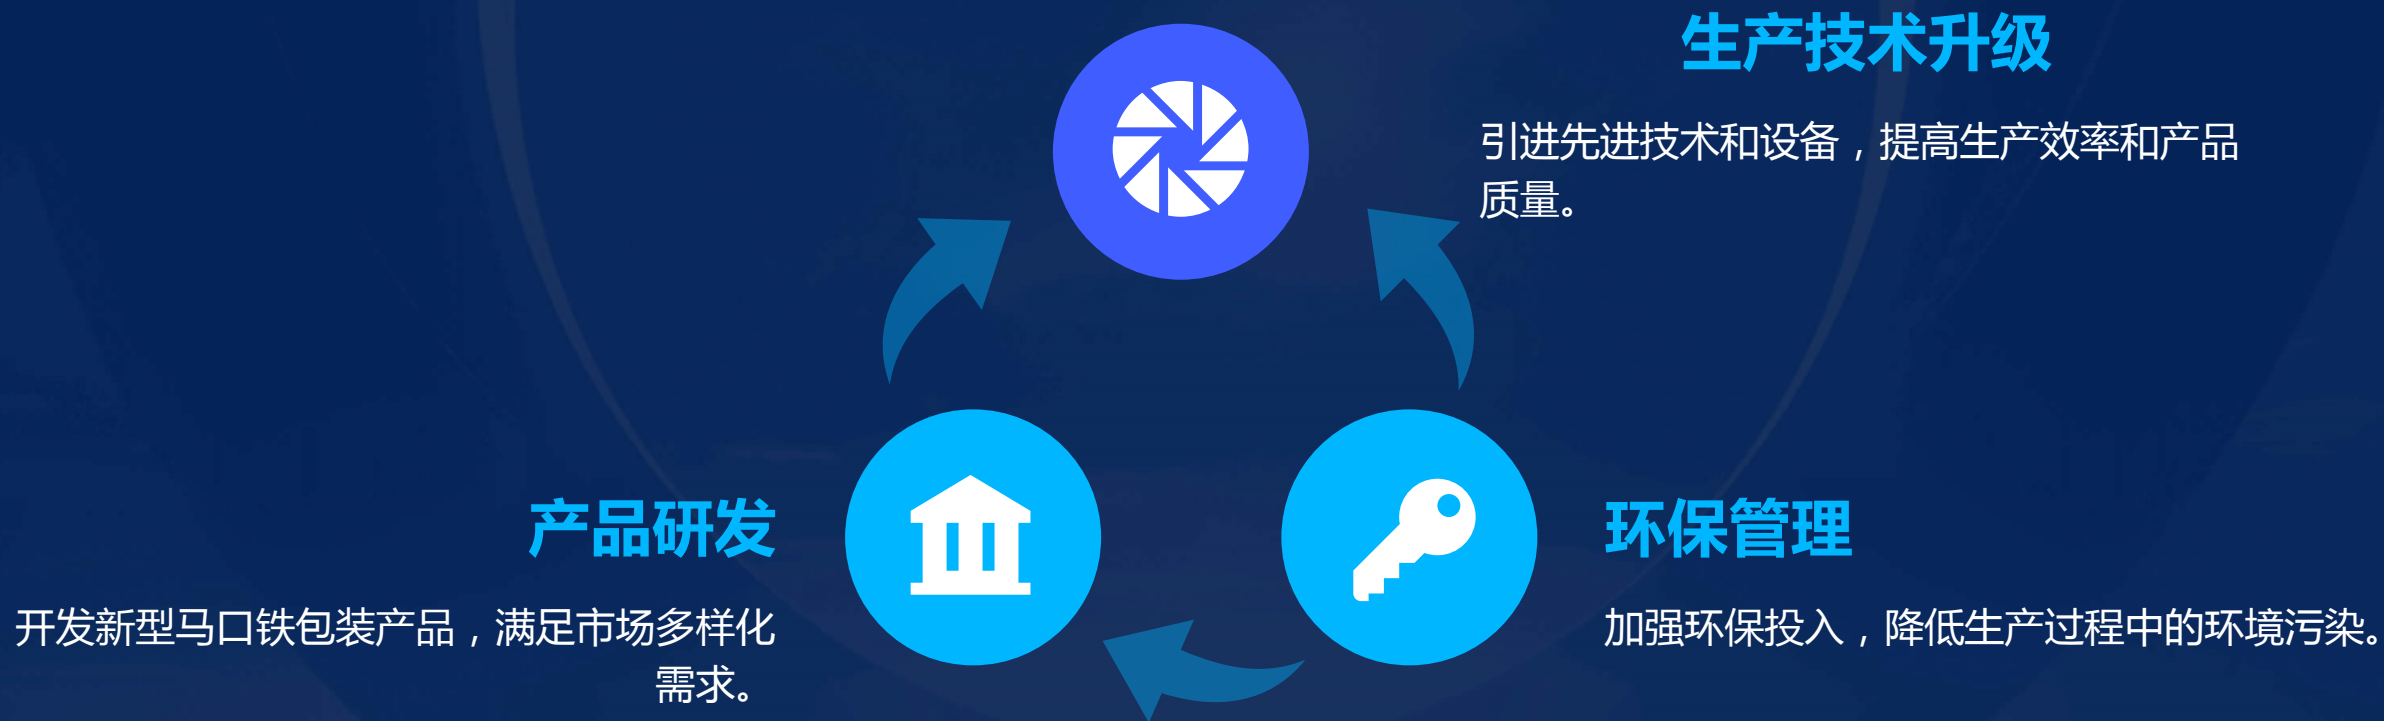 生产技术升级
引进先进技术和设备，提高生产效率和产品
质量。
产品研发
开发新型马口铁包装产品，满足市场多样化
需求。
环保管理
加强环保投入，降低生产过程中的环境污染。